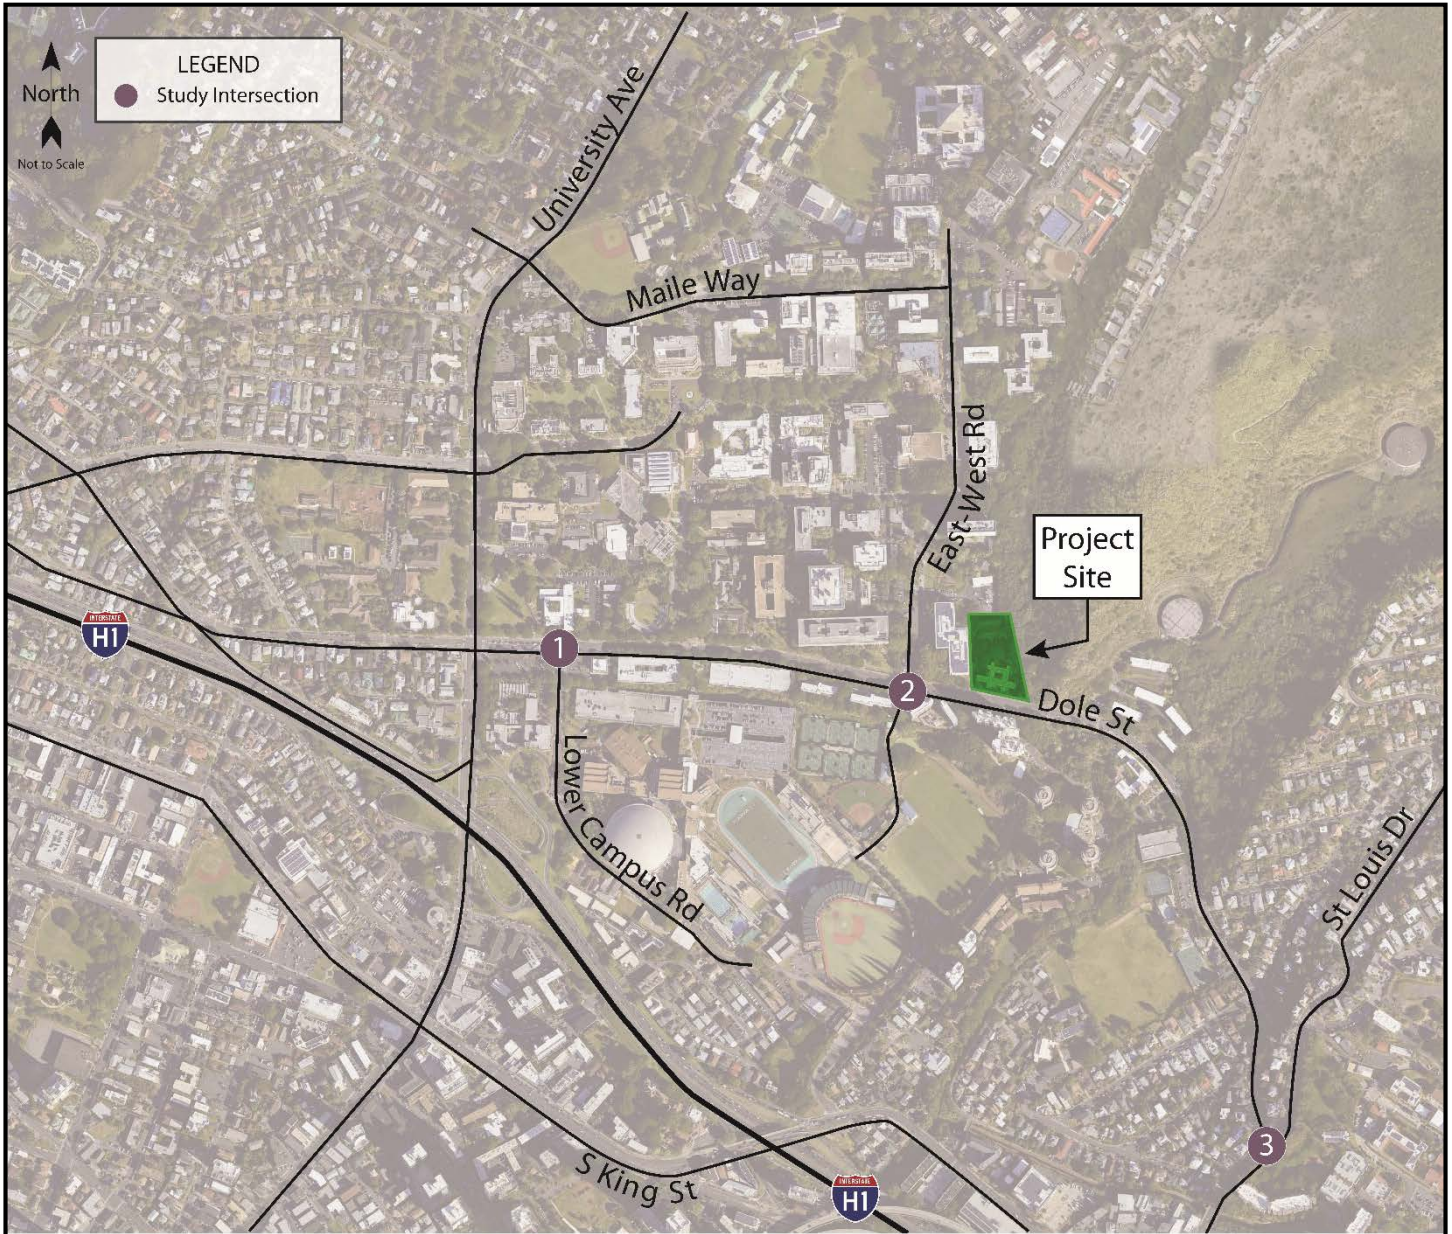 LEGEND
Study Intersection
North
Not to Scale
University Ave
Maile Way
East-West Rd
Project
Site
INTERSTATE
H1
1
2
Dole St
Lower Campus Rd
St Louis Dr
3
S King St
INTERSTATE
H1